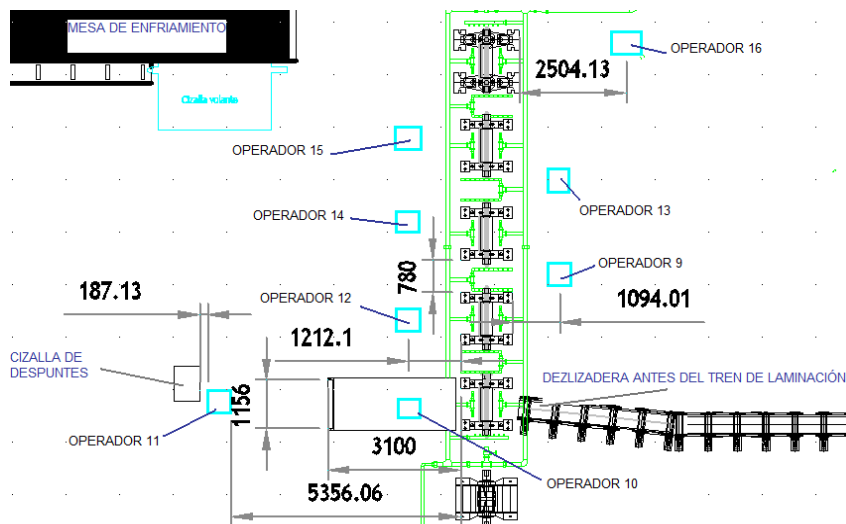 MESA DE ENFRIAMIENTO
OPERADOR 16
2504.13
Cizalla volante
OPERADOR 15
OPERADOR 13
OPERADOR 14
OPERADOR 9
780
187.13
OPERADOR 12
1094.01
1212.1
CIZALLA DE
DESPUNTES
DEZLIZADERA ANTES DEL TREN DE LAMINACIÓN
1156
OPERADOR 11
3100
OPERADOR 10
5356.06